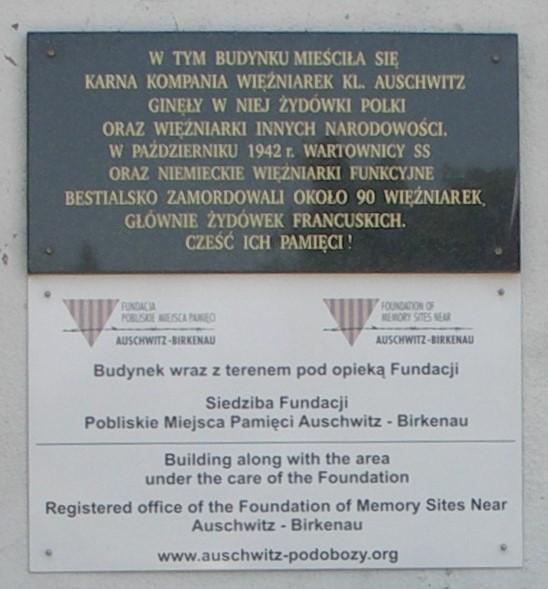 W TYM BUDYNKU MIEŚCIŁA SIĘ
KARNA KOMPANIA WIĘŹNIAREK KL. AUSCHWITZ
GINĘŁY W NIEJ ŻYDÓWKI POLKI
ORAZ WIĘŹNIARKI INNYCH NARODOWOŚCI.
W PAŹDZIERNIKU 1942 r. WARTOWNICY SS
ORAZ NIEMIECKIE WIĘŹNIARKI FUNKCYJNE
BESTIALSKO ZAMORDOWALI OKOŁO 90 WIĘŹNIAREK,
GŁÓWNIE ŻYDÓWEK FRANCUSKICH.
CZEŚĆ ICH PAMIĘCI!
FUNDACJA
POBLISKIE MIEJSCA PAMIĘCI
AUSCHWITZ-BIRKENAU
FOUNDATION OF
MEMORY SITES NEAR
AUSCHWITZ-BIRKENAU
Budynek wraz z terenem pod opieką Fundacji
Siedziba Fundacji
Pobliskie Miejsca Pamięci Auschwitz - Birkenau
Building along with the area
under the care of the Foundation
Registered office of the Foundation of Memory Sites Near
Auschwitz - Birkenau
www.auschwitz-podobozy.org